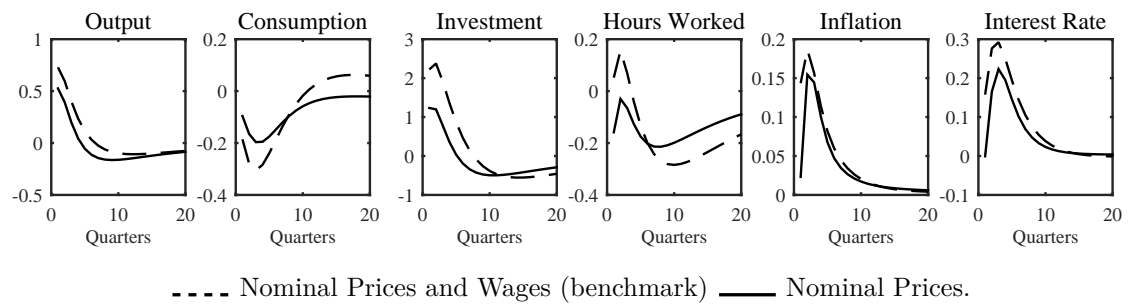 Output Consumption Investment Hours Worked Inflation Interest Rate
1 0.2 3 0.2 0.2 0.3
0.5 0 2 0 0.15 0.2
0 -0.2 1 -0.2 0.1 0.1
-0.5 -0.4 0 -0.4 0.05 0
-1 0 -0.1
0 10 20 0 10 20 0 10 20 0 10 20 0 10 20 0 10 20
Quarters Quarters Quarters Quarters Quarters Quarters
Nominal Prices and Wages (benchmark) Nominal Prices.